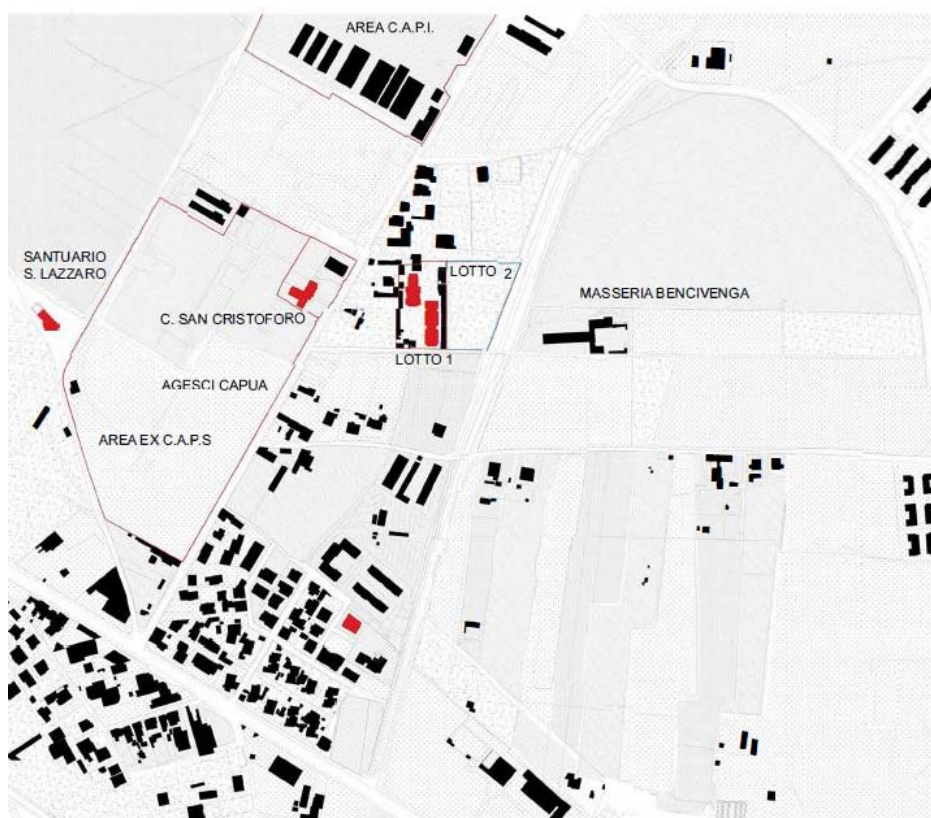 AREA C.A.P.I.
SANTUARIO
S. LAZZARO
LOTTO 2
MASSERIA BENCIVENGA
C. SAN CRISTOFORO
LOTTO 1
AGESCI CAPUA
AREA EX C.A.P.S